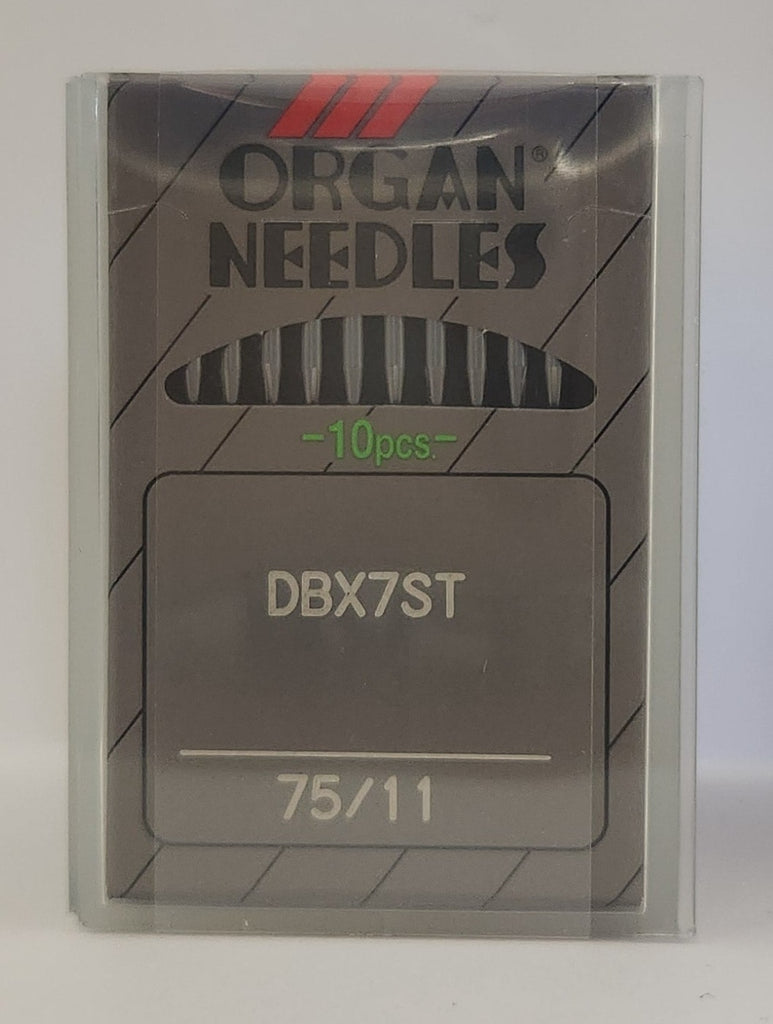 ORGAN®
NEEDLES
-10pcs.-
DBX7ST
75/11